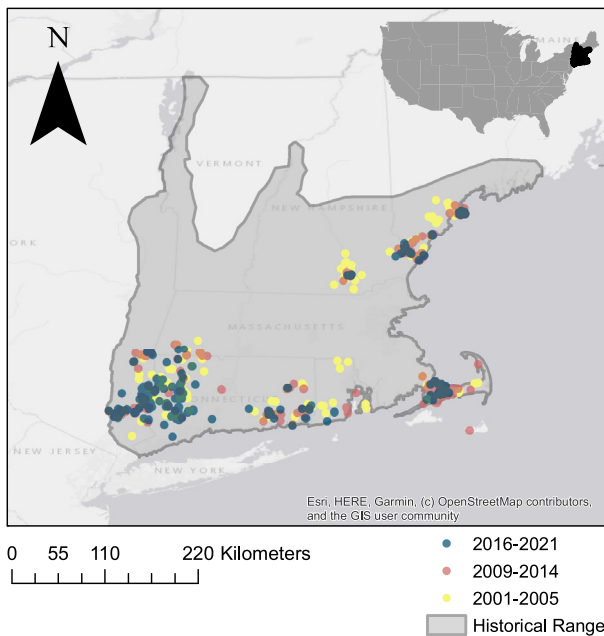 N
MAINE
VERMONT
NEW HAMPSHIRE
ORK
MASSACHUSETTS
CONNECTICUT
NEW JERSEY
NEW YORK
Esri, HERE, Garmin, (c) OpenStreetMap contributors,
and the GIS user community
0 55 110 220 Kilometers
2016-2021
2009-2014
2001-2005
Historical Range